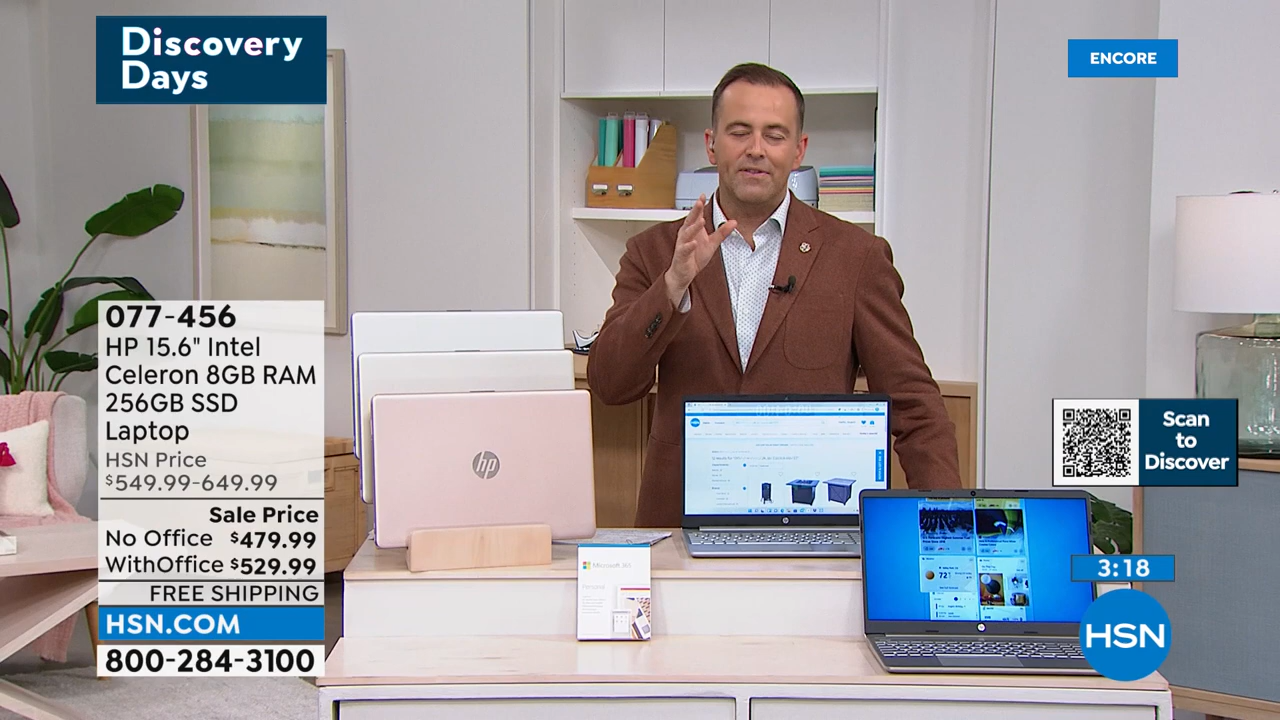 Discovery
Days
ENCORE
077-456
HP 15.6" Intel
Celeron 8GB RAM
256GB SSD
Laptop
HSN Price
$549.99-649.99
Sale Price
No Office $479.99
WithOffice $529.99
FREE SHIPPING
HSN.COM
800-284-3100
hp
Microsoft 365
Personal
72°
Scan
to
Discover
3:18
HSN